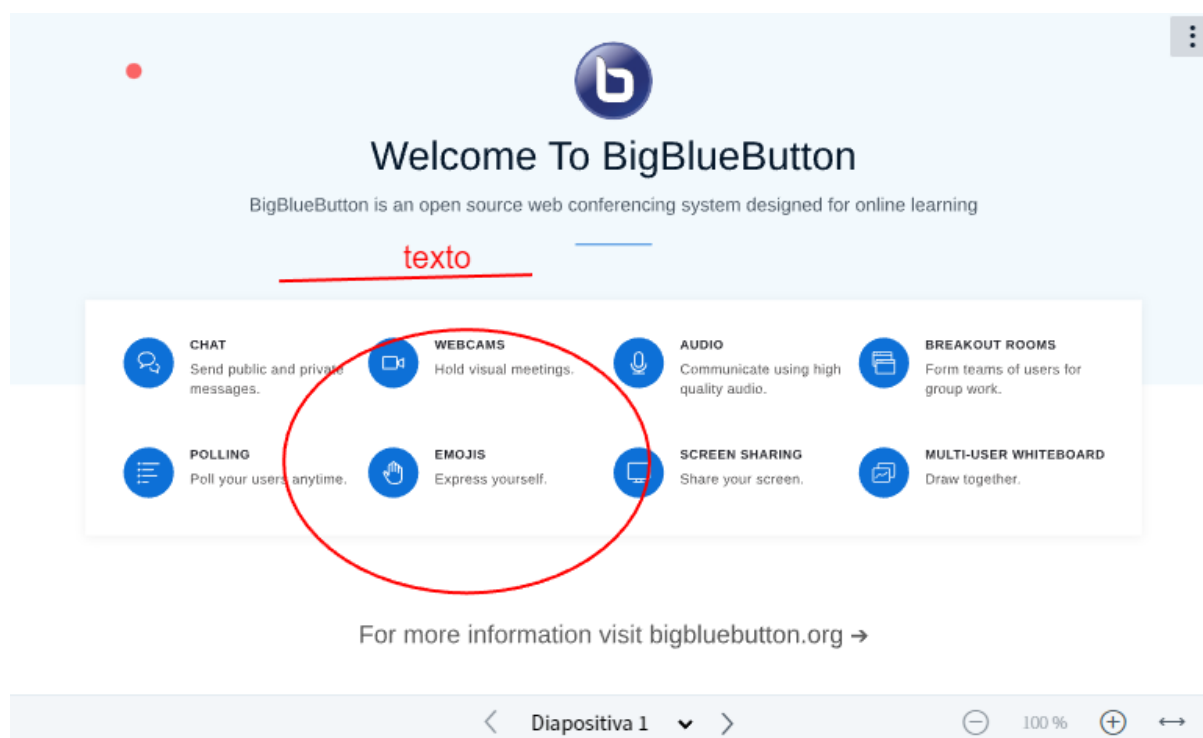 Welcome To BigBlueButton
BigBlueButton is an open source web conferencing system designed for online learning
texto
CHAT
Send public and private
messages.
WEBCAMS
Hold visual meetings.
AUDIO
Communicate using high
quality audio.
BREAKOUT ROOMS
Form teams of users for
group work.
POLLING
Poll your users anytime.
EMOJIS
Express yourself.
SCREEN SHARING
Share your screen.
MULTI-USER WHITEBOARD
Draw together.
For more information visit bigbluebutton.org →
Diapositiva 1
100 %